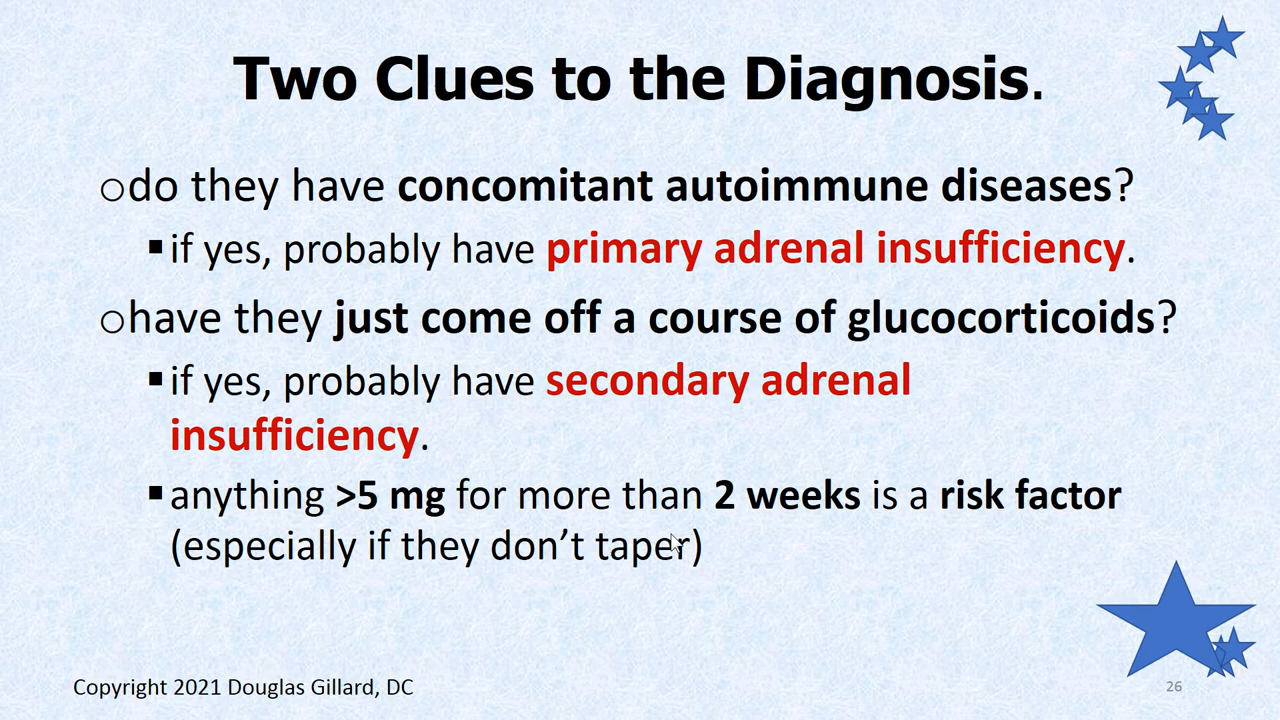 Two Clues to the Diagnosis.
do they have concomitant autoimmune diseases?
if yes, probably have primary adrenal insufficiency.
have they just come off a course of glucocorticoids?
if yes, probably have secondary adrenal
insufficiency.
anything >5 mg for more than 2 weeks is a risk factor
(especially if they don’t taper)
Copyright 2021 Douglas Gillard, DC
26